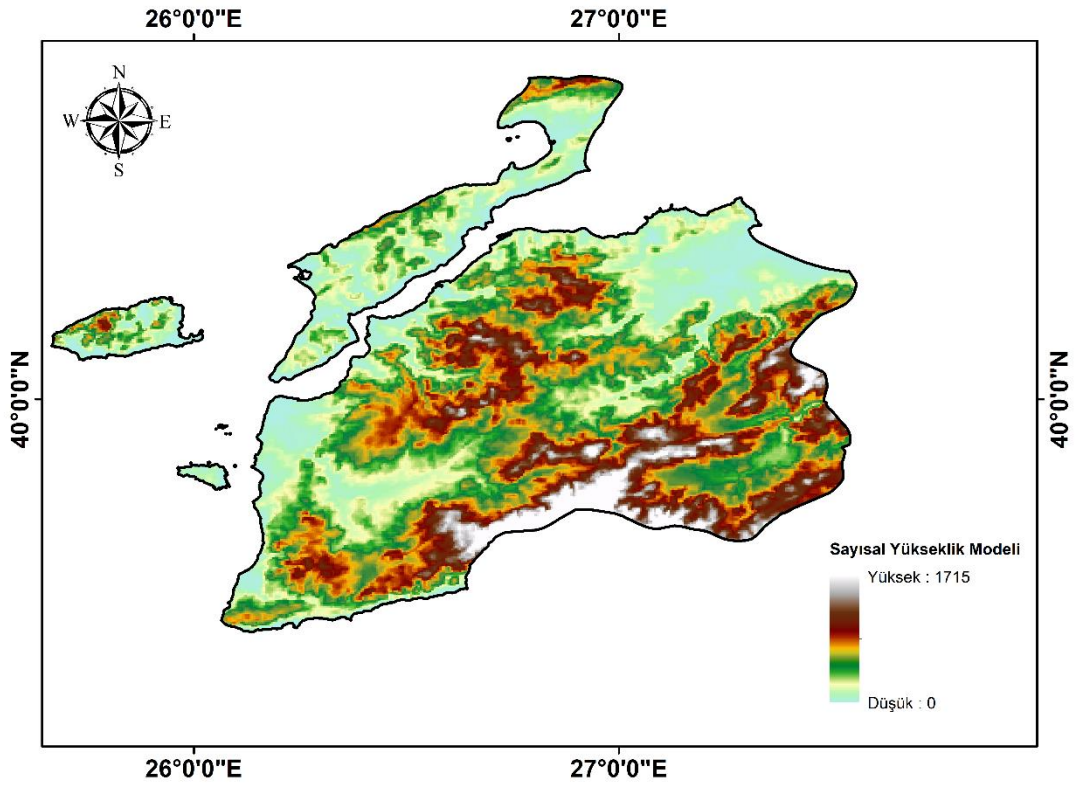 26°0'0"E 27°0'0"E
N
W E
S
40°0'0"N 40°0'0"N
Sayısal Yükseklik Modeli
Yüksek : 1715
Düşük : 0
26°0'0"E 27°0'0"E